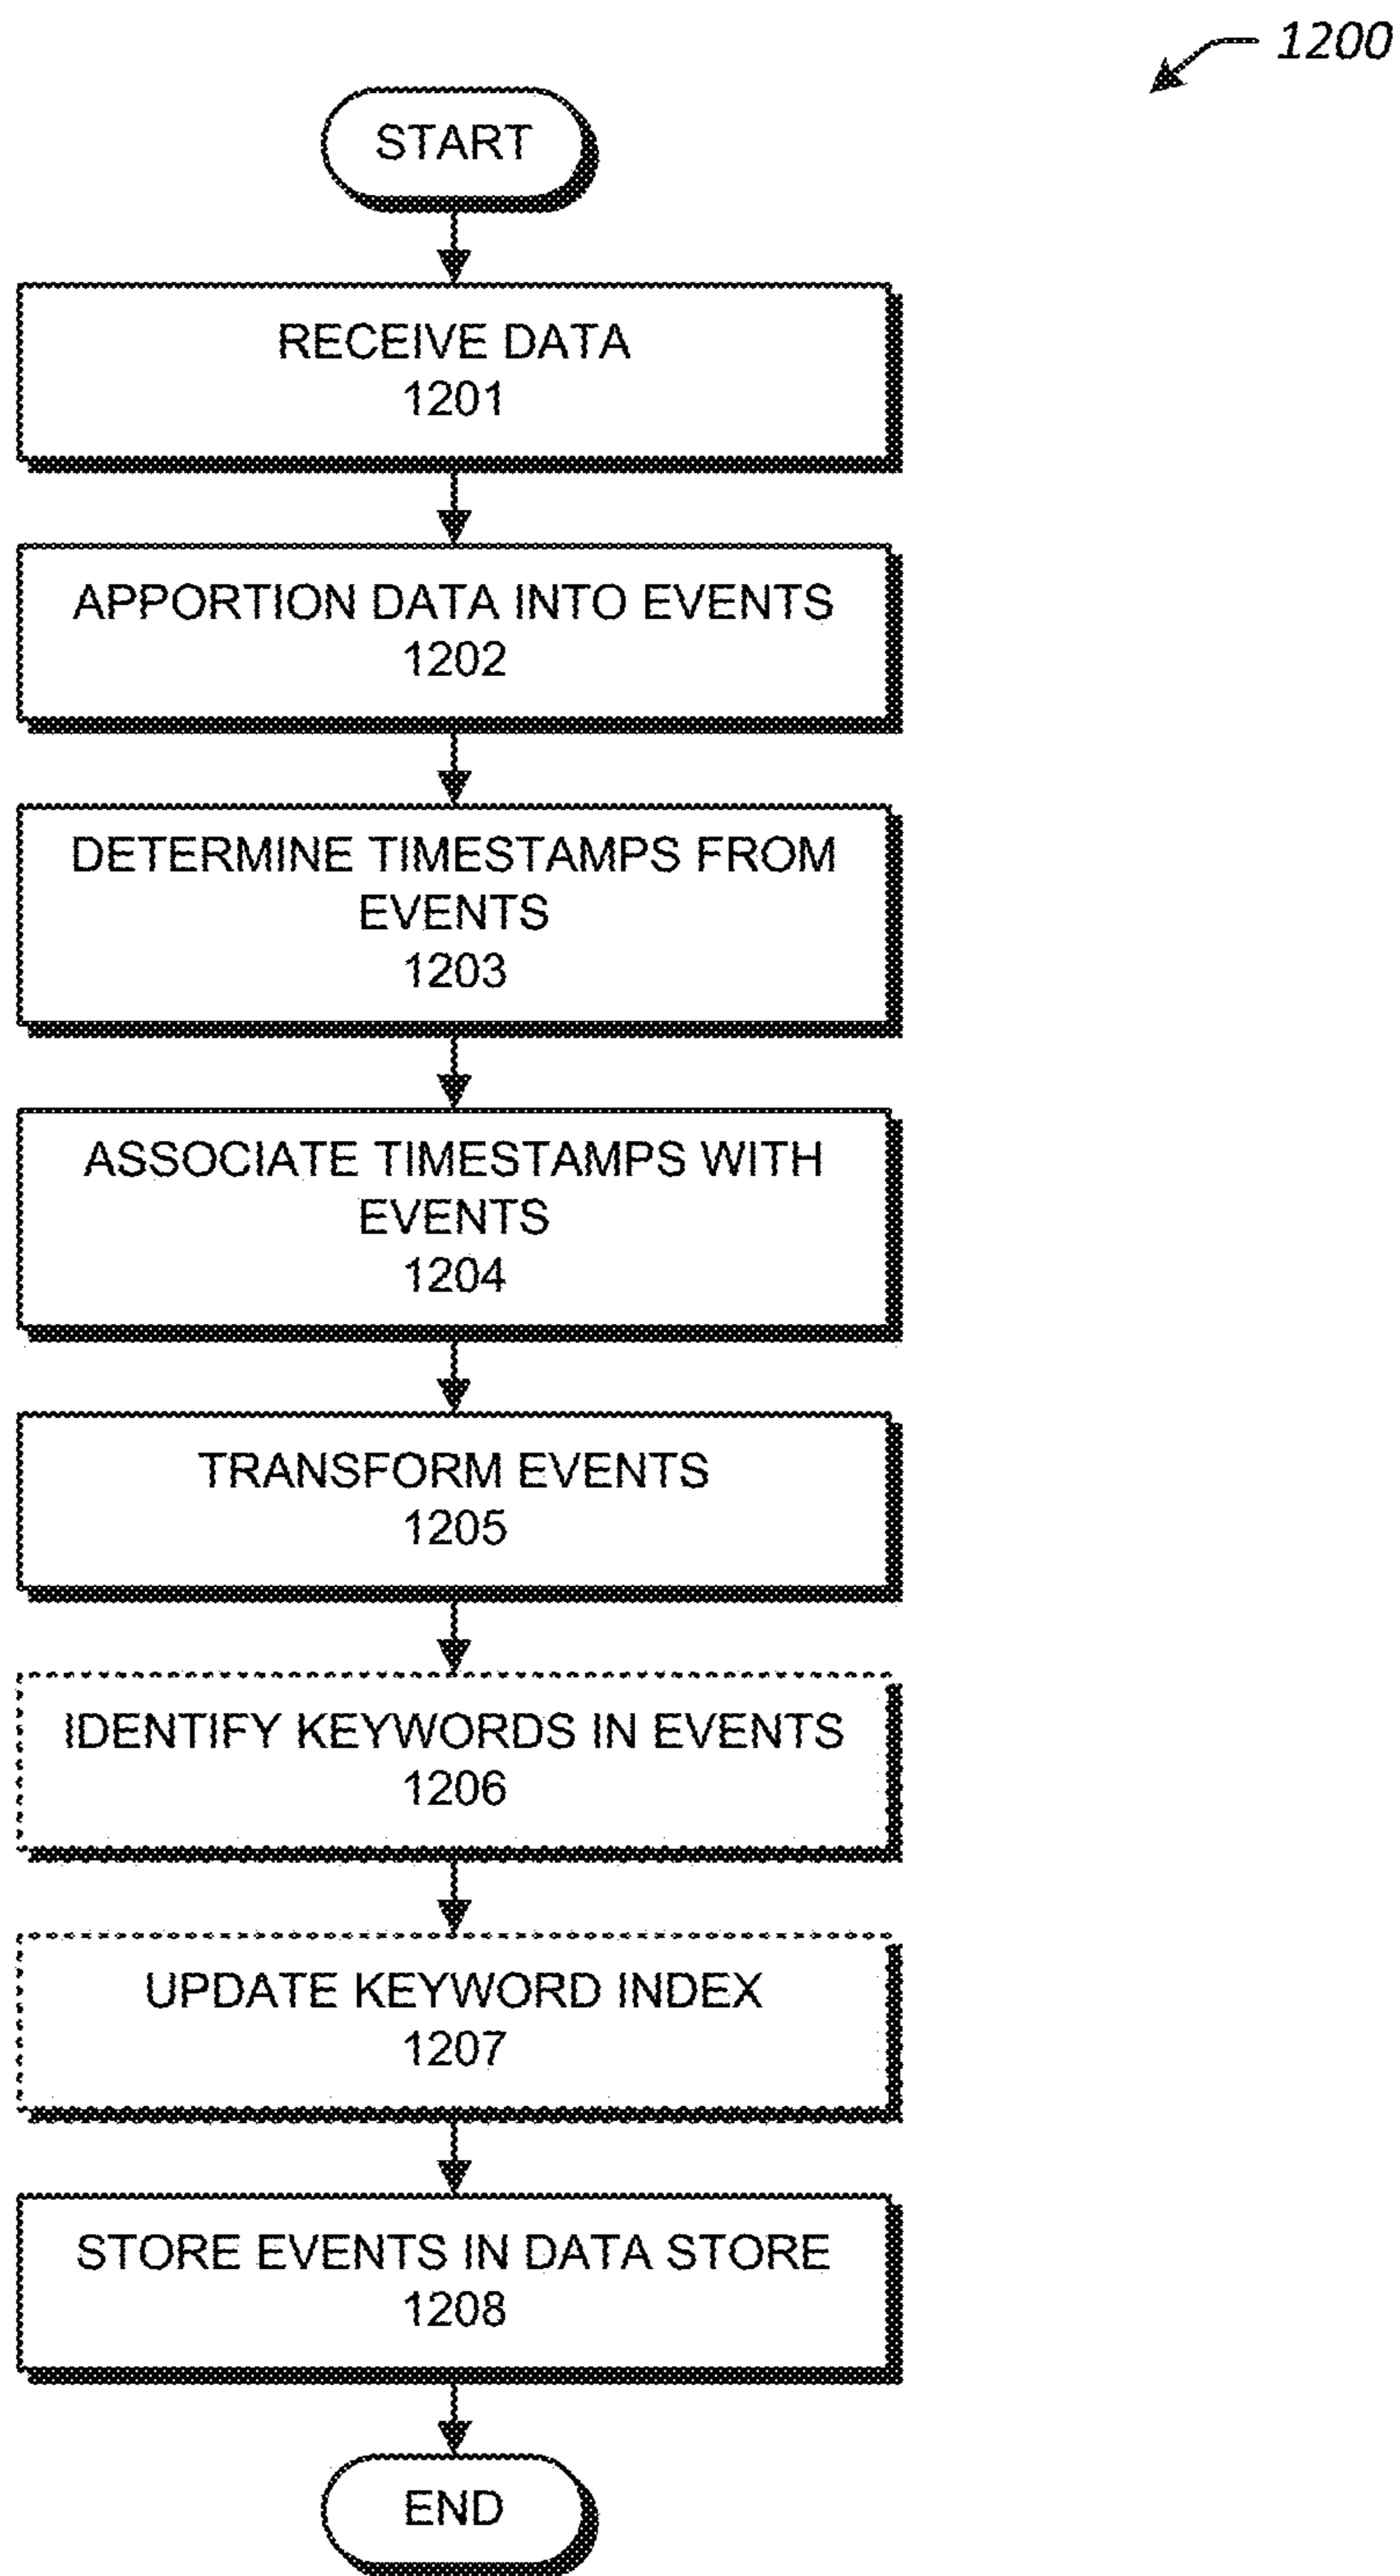 1200
START
RECEIVE DATA
1201
APPORTION DATA INTO EVENTS
1202
DETERMINE TIMESTAMPS FROM
EVENTS
1203
ASSOCIATE TIMESTAMPS WITH
EVENTS
1204
TRANSFORM EVENTS
1205
IDENTIFY KEYWORDS IN EVENTS
1206
UPDATE KEYWORD INDEX
1207
STORE EVENTS IN DATA STORE
1208
END